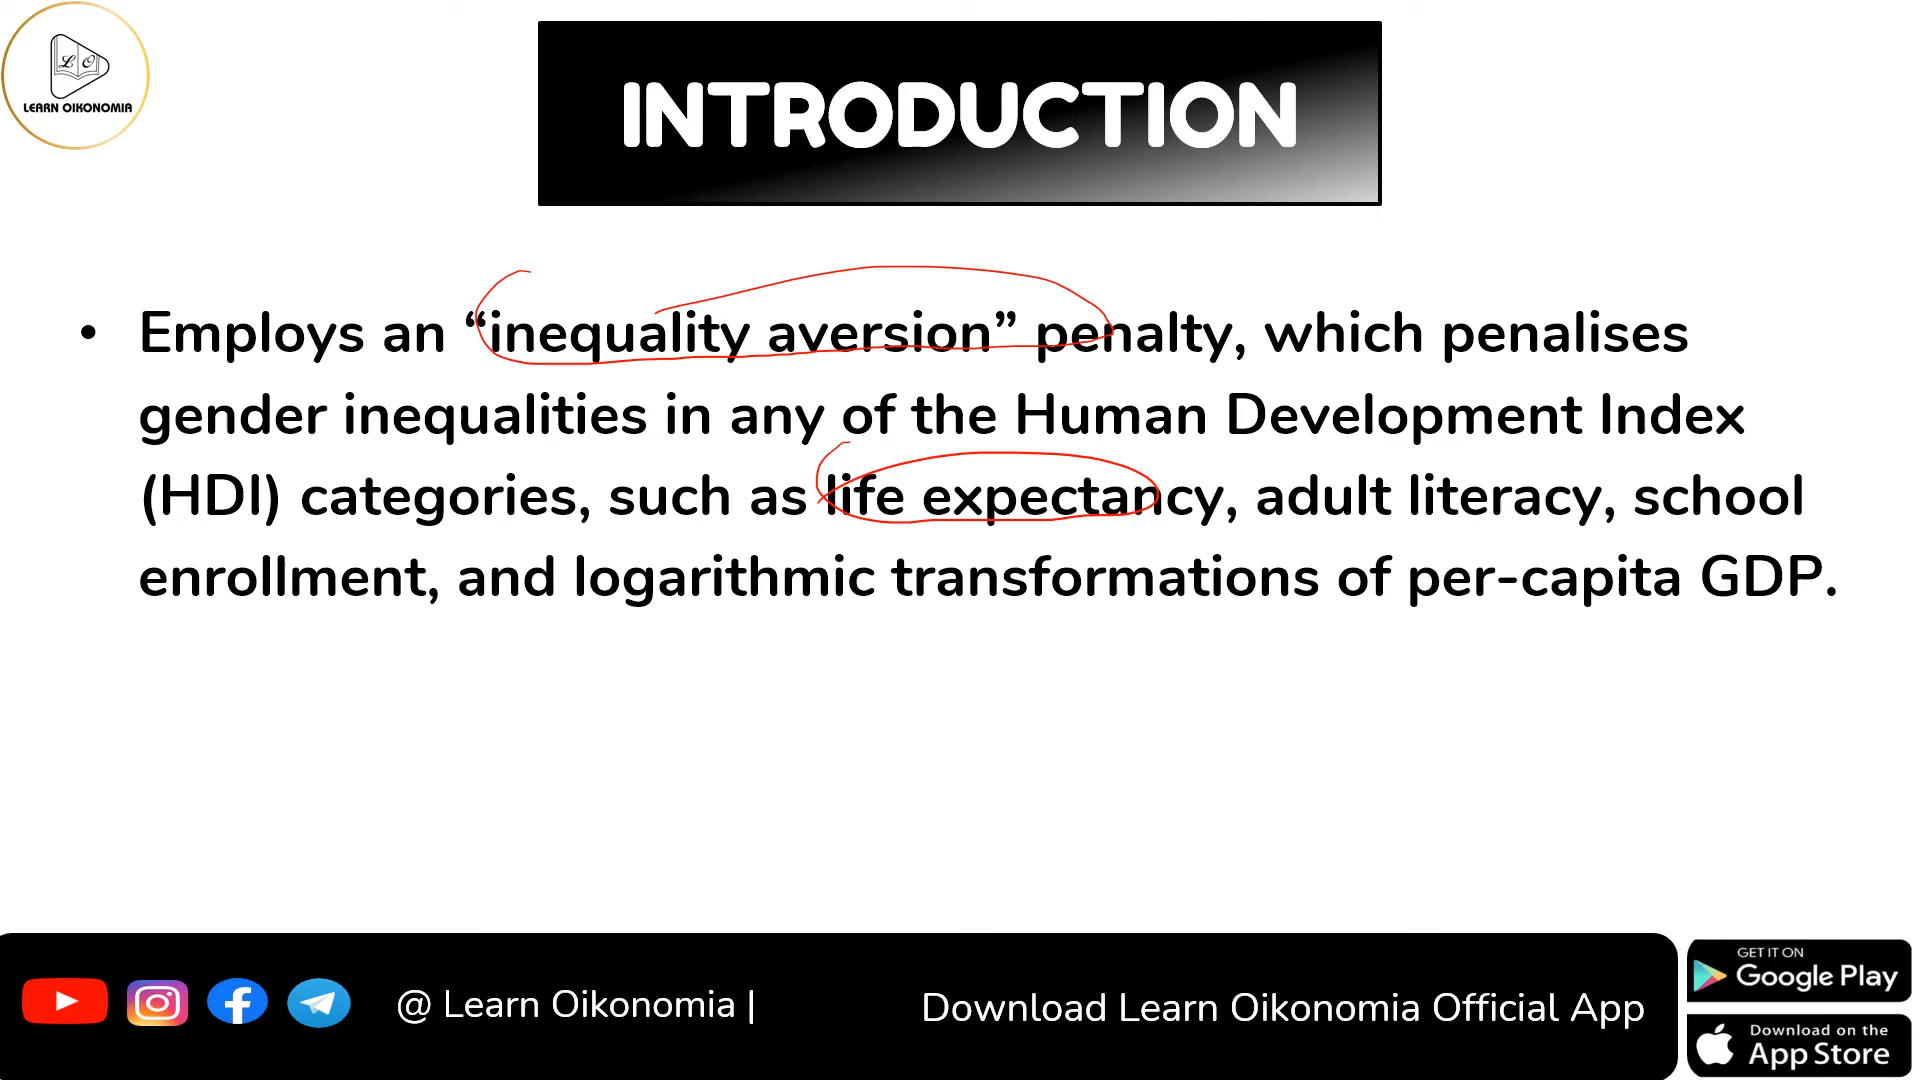 L O
LEARN OIKONOMIA
INTRODUCTION
• Employs an “inequality aversion” penalty, which penalises
gender inequalities in any of the Human Development Index
(HDI) categories, such as life expectancy, adult literacy, school
enrollment, and logarithmic transformations of per-capita GDP.
@ Learn Oikonomia |
Download Learn Oikonomia Official App
GET IT ON
Google Play
Download on the
App Store